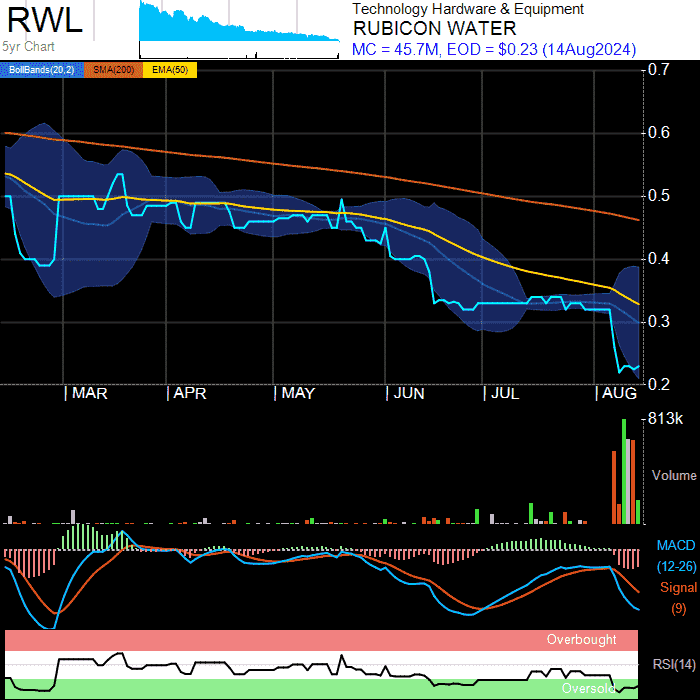 RWL
5yr Chart
Technology Hardware & Equipment
RUBICON WATER
MC = 45.7M, EOD = $0.23 (14Aug2024)
BollBands(20,2) SMA(200) EMA(50)
0.7
0.6
0.5
0.4
0.3
0.2
| MAR | APR | MAY | JUN | JUL | AUG
813k
Volume
MACD
(12-26)
Signal
(9)
Overbought
RSI(14)
Oversold